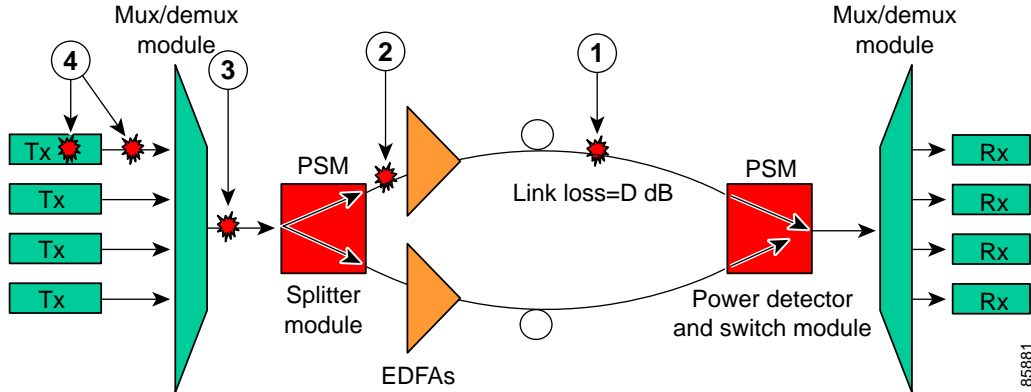 Mux/demux
module
Mux/demux
module
4
3
2
1
Tx
Tx
Tx
Tx
PSM
Splitter
module
EDFAs
Link loss=D dB
PSM
Power detector
and switch module
Rx
Rx
Rx
Rx
85881